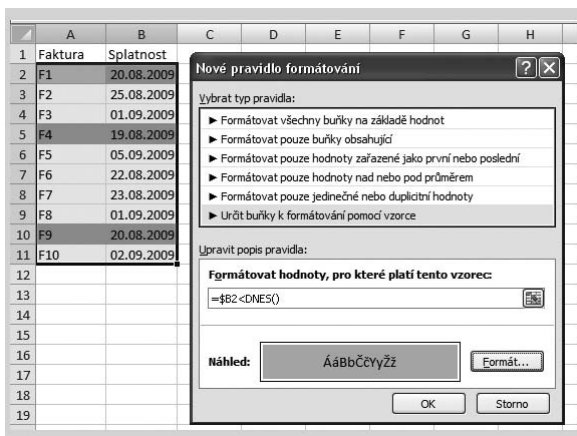 A B C D E F G H
1 Faktura Splatnost
2 F1 20.08.2009
3 F2 25.08.2009
4 F3 01.09.2009
5 F4 19.08.2009
6 F5 05.09.2009
7 F6 22.08.2009
8 F7 23.08.2009
9 F8 01.09.2009
10 F9 20.08.2009
11 F10 02.09.2009
12
13
14
15
16
17
18
19
Nové pravidlo formátování
Vybrat typ pravidla:
► Formátovat všechny buňky na základě hodnot
► Formátovat pouze buňky obsahující
► Formátovat pouze hodnoty zařazené jako první nebo poslední
► Formátovat pouze hodnoty nad nebo pod průměrem
► Formátovat pouze jedinečné nebo duplicitní hodnoty
► Určit buňky k formátování pomocí vzorce
Upravit popis pravidla:
Formátovat hodnoty, pro které platí tento vzorec:
=$B2<DNES()
Náhled: ÁáBbČčYyŽž Formát...
OK Storno